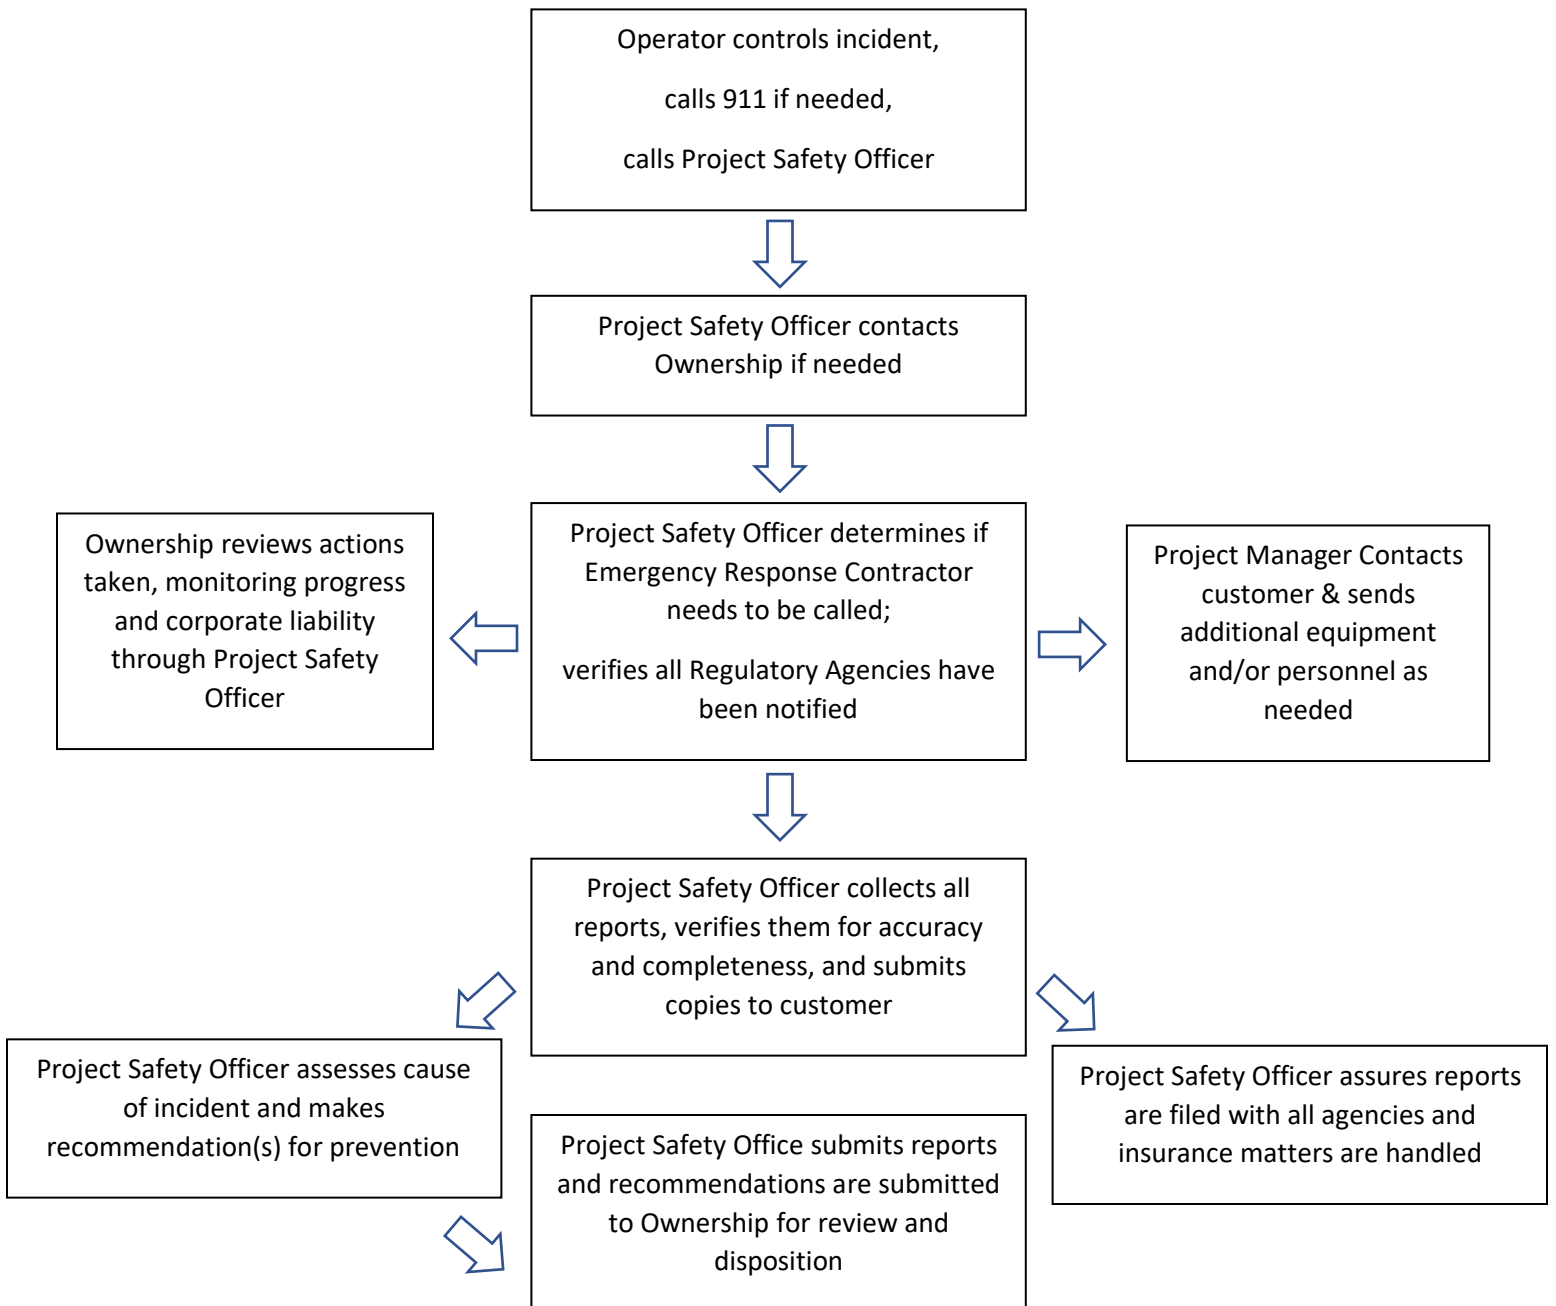 Operator controls incident,
calls 911 if needed,
calls Project Safety Officer
Project Safety Officer contacts
Ownership if needed
Project Safety Officer determines if
Emergency Response Contractor
needs to be called;
verifies all Regulatory Agencies have
been notified
Ownership reviews actions
taken, monitoring progress
and corporate liability
through Project Safety
Officer
Project Manager Contacts
customer & sends
additional equipment
and/or personnel as
needed
Project Safety Officer collects all
reports, verifies them for accuracy
and completeness, and submits
copies to customer
Project Safety Officer assesses cause
of incident and makes
recommendation(s) for prevention
Project Safety Officer assures reports
are filed with all agencies and
insurance matters are handled
Project Safety Office submits reports
and recommendations are submitted
to Ownership for review and
disposition